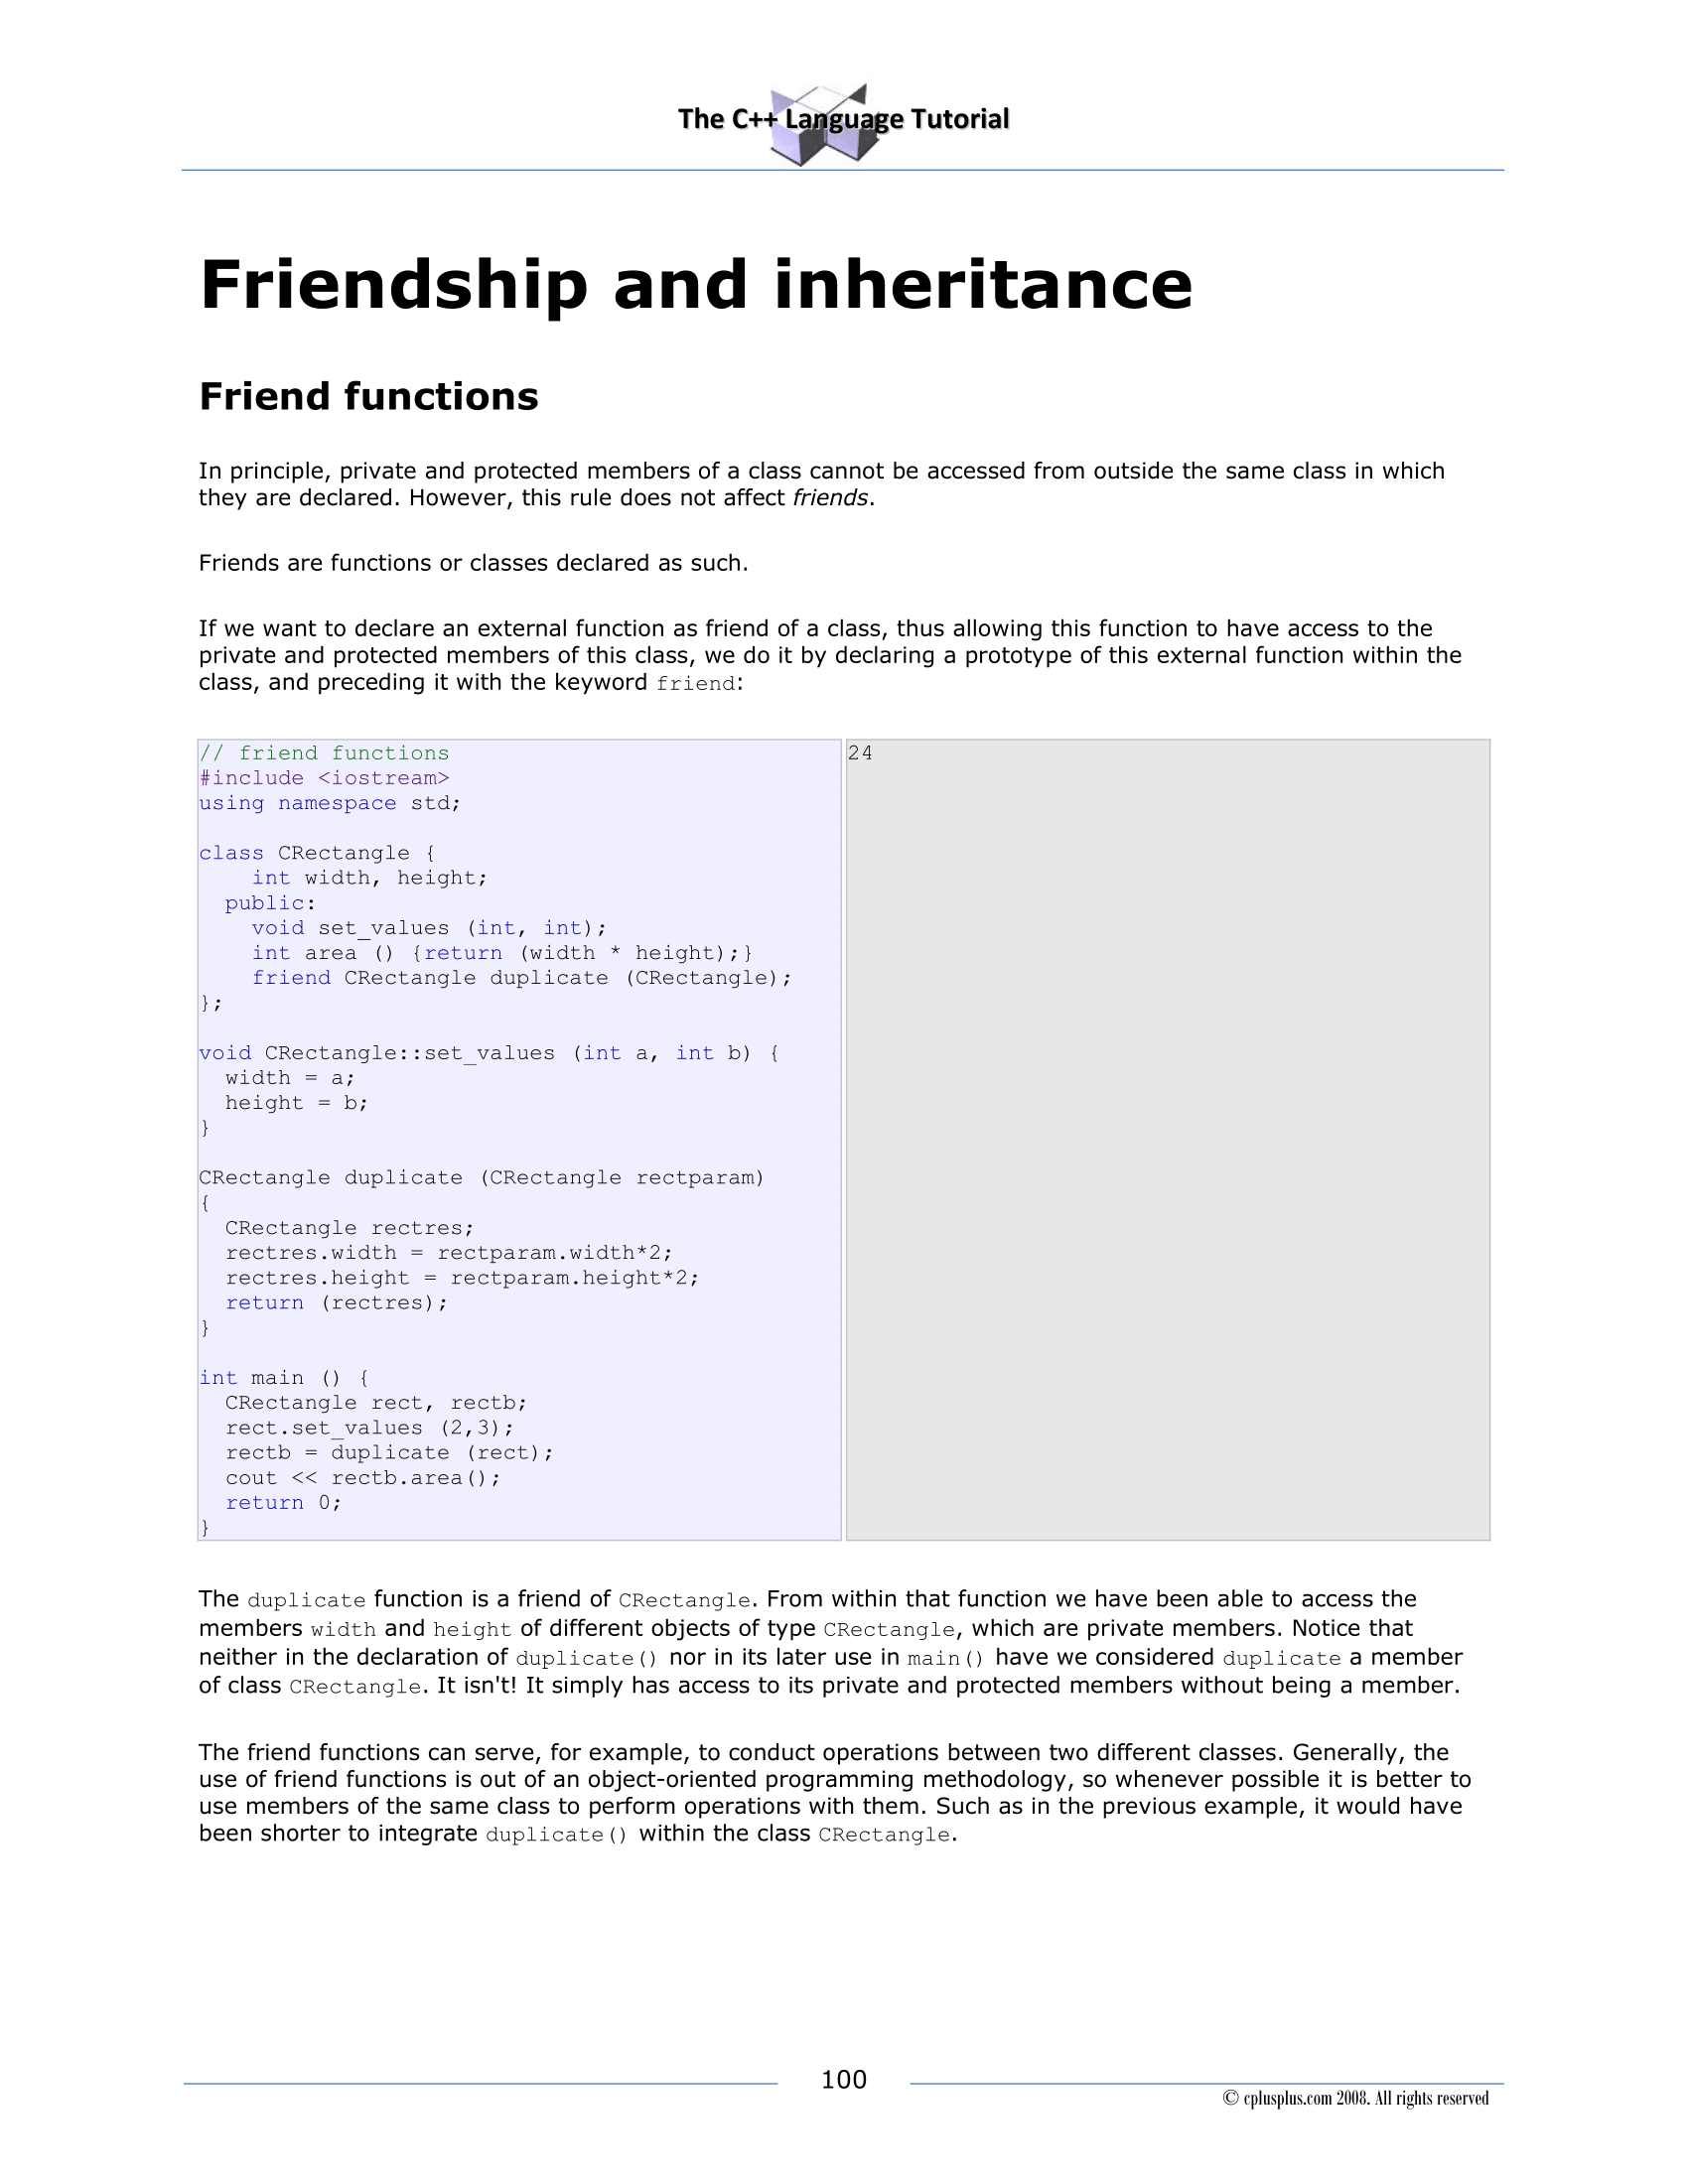 The C++ Language Tutorial
Friendship and inheritance
Friend functions
In principle, private and protected members of a class cannot be accessed from outside the same class in which
they are declared. However, this rule does not affect friends.
Friends are functions or classes declared as such.
If we want to declare an external function as friend of a class, thus allowing this function to have access to the
private and protected members of this class, we do it by declaring a prototype of this external function within the
class, and preceding it with the keyword friend:
// friend functions
#include <iostream>
using namespace std;

class CRectangle {
    int width, height;
  public:
    void set_values (int, int);
    int area () {return (width * height);}
    friend CRectangle duplicate (CRectangle);
};

void CRectangle::set_values (int a, int b) {
  width = a;
  height = b;
}

CRectangle duplicate (CRectangle rectparam)
{
  CRectangle rectres;
  rectres.width = rectparam.width*2;
  rectres.height = rectparam.height*2;
  return (rectres);
}

int main () {
  CRectangle rect, rectb;
  rect.set_values (2,3);
  rectb = duplicate (rect);
  cout << rectb.area();
  return 0;
}
24
The duplicate function is a friend of CRectangle. From within that function we have been able to access the
members width and height of different objects of type CRectangle, which are private members. Notice that
neither in the declaration of duplicate() nor in its later use in main() have we considered duplicate a member
of class CRectangle. It isn't! It simply has access to its private and protected members without being a member.
The friend functions can serve, for example, to conduct operations between two different classes. Generally, the
use of friend functions is out of an object-oriented programming methodology, so whenever possible it is better to
use members of the same class to perform operations with them. Such as in the previous example, it would have
been shorter to integrate duplicate() within the class CRectangle.
100
© cplusplus.com 2008. All rights reserved